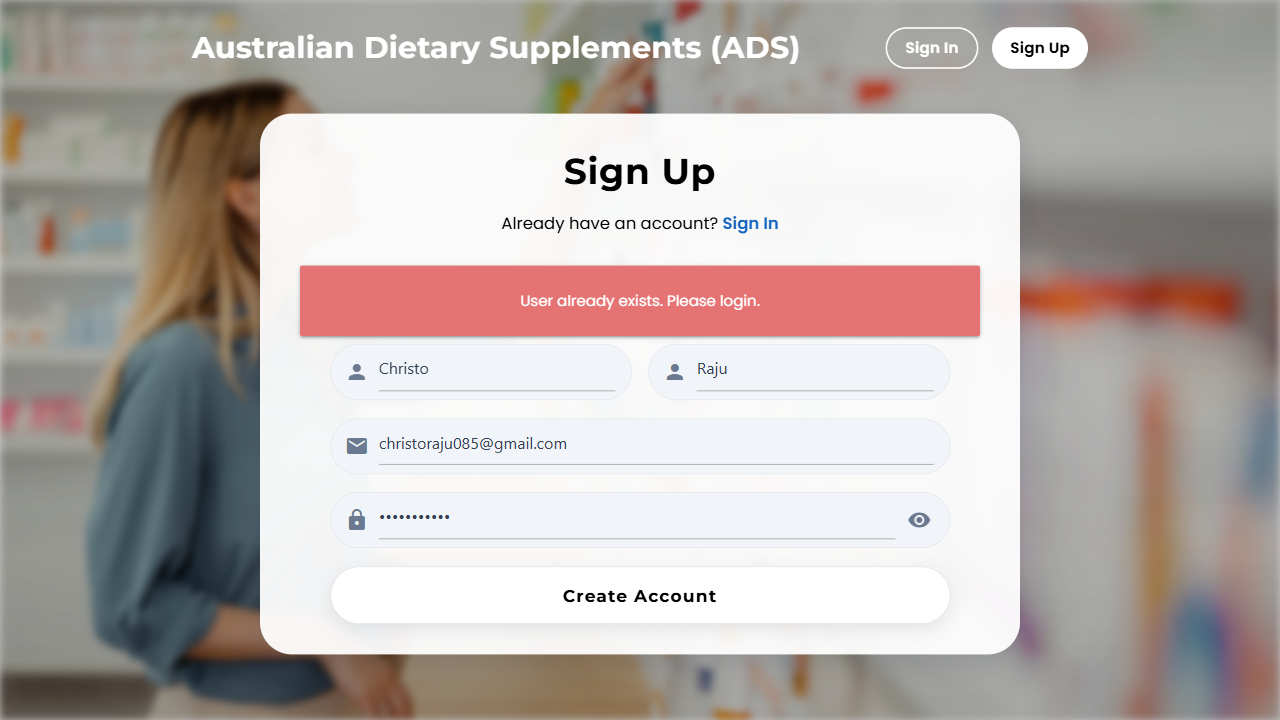 Australian Dietary Supplements (ADS)
Sign In
Sign Up
Sign Up
Already have an account? Sign In
User already exists. Please login.
Christo
Raju
christoraju085@gmail.com
•••••••••••
Create Account